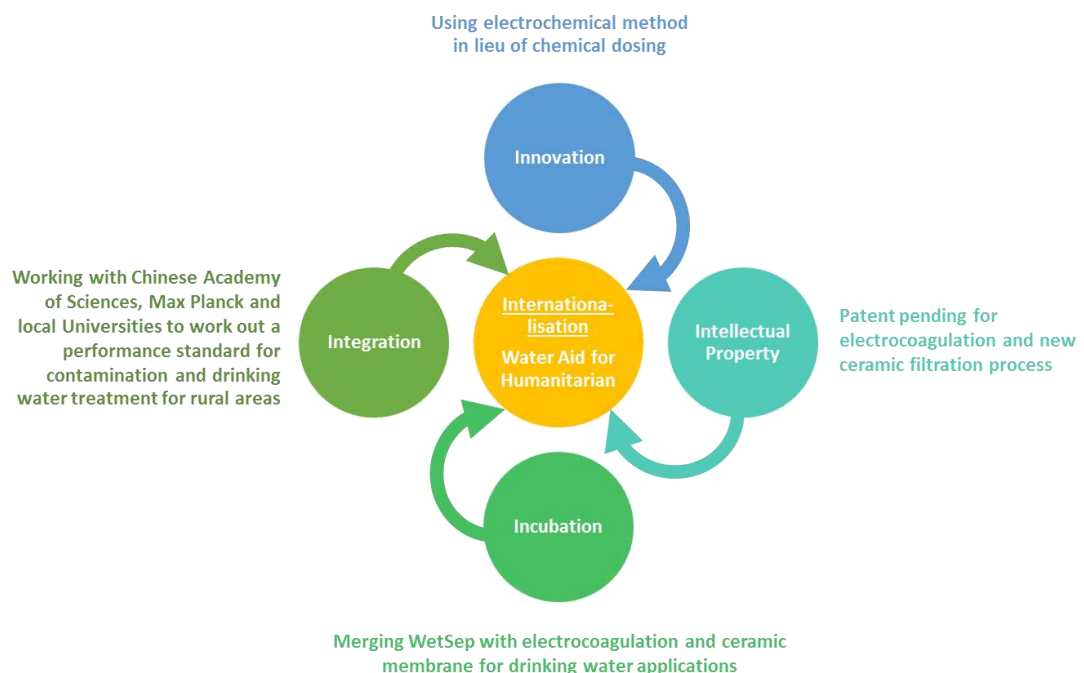 Using electrochemical method
in lieu of chemical dosing
Innovation
Working with Chinese Academy
of Sciences, Max Planck and
local Universities to work out a
performance standard for
contamination and drinking
water treatment for rural areas
Integration
Internationa-
lisation
Water Aid for
Humanitarian
Intellectual
Property
Patent pending for
electrocoagulation and new
ceramic filtration process
Incubation
Merging WetSep with electrocoagulation and ceramic
membrane for drinking water applications